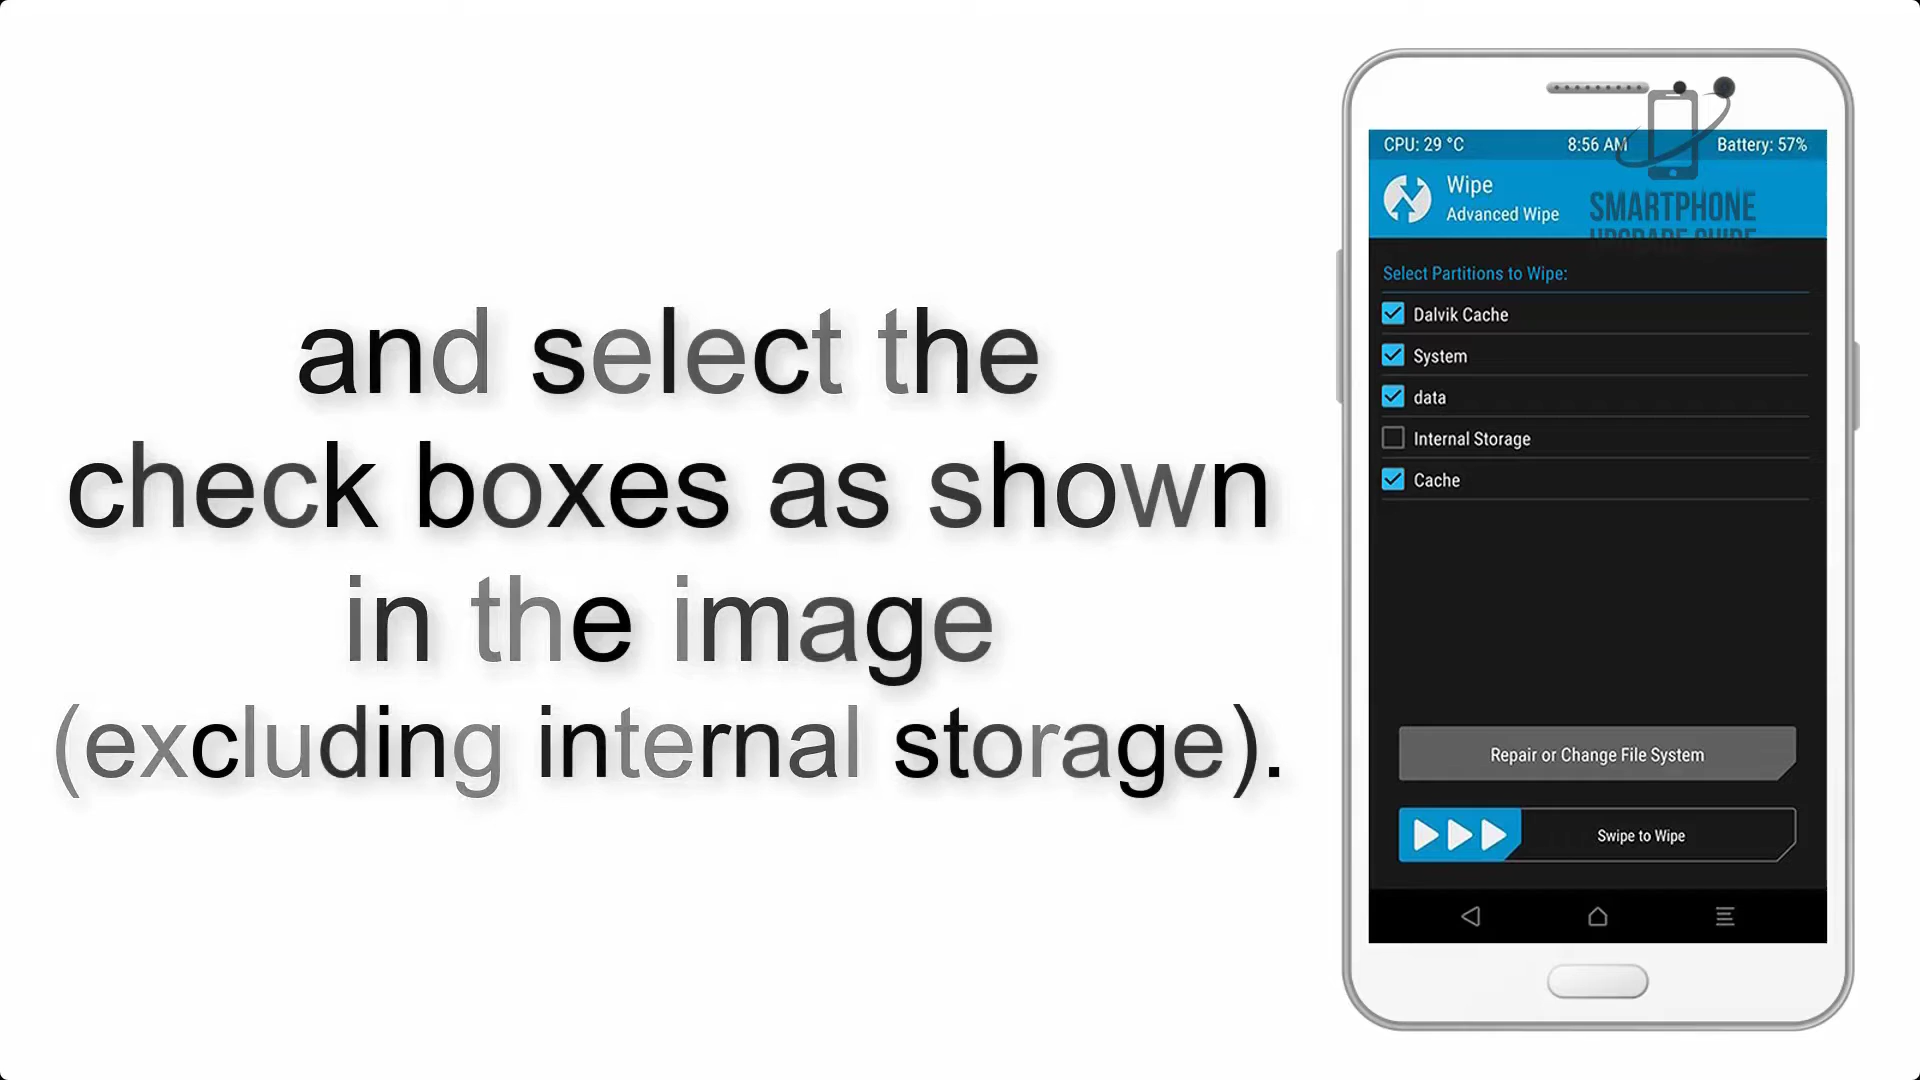 and select the
check boxes as shown
in the image
(excluding internal storage).
CPU: 29 °C 8:56 AM Battery: 57%
Wipe
Advanced Wipe
SMARTPHONE
UPGRADE GUIDE
Select Partitions to Wipe:
Dalvik Cache
System
data
Internal Storage
Cache
Repair or Change File System
Swipe to Wipe